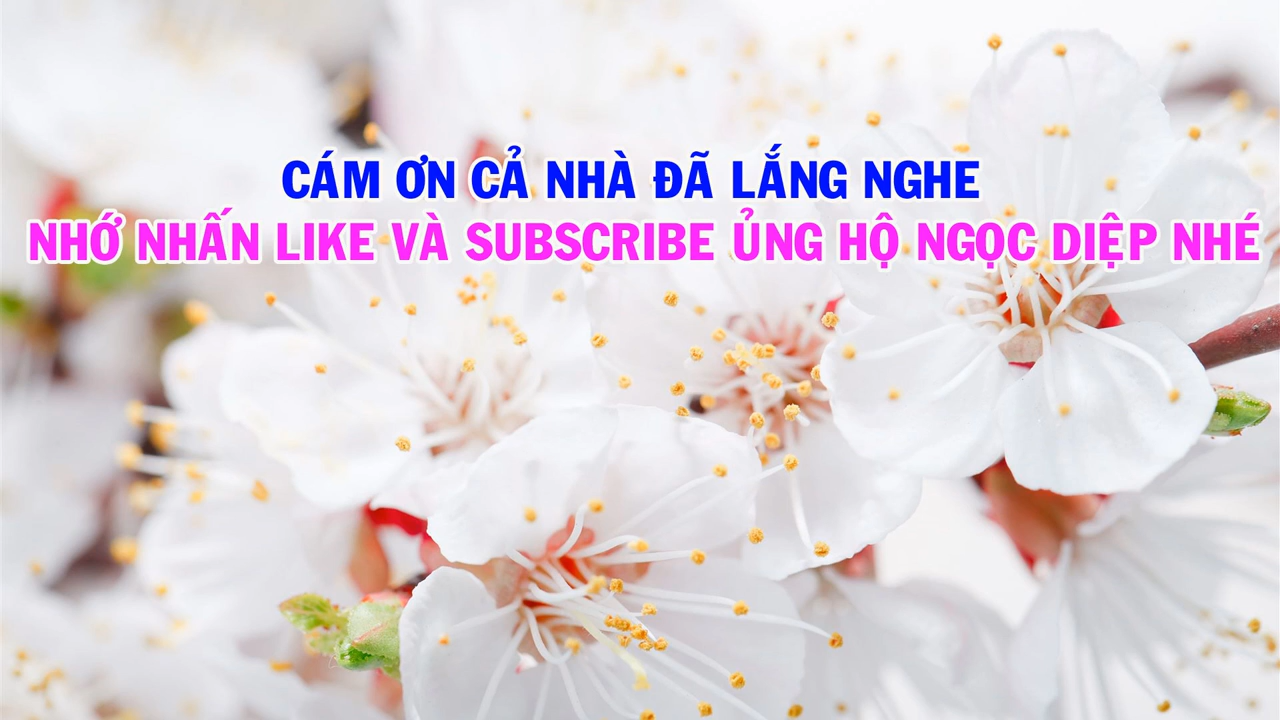 CÁM ƠN CẢ NHÀ ĐÃ LẮNG NGHE
NHỚ NHẤN LIKE VÀ SUBSCRIBE ỦNG HỘ NGỌC DIỆP NHÉ